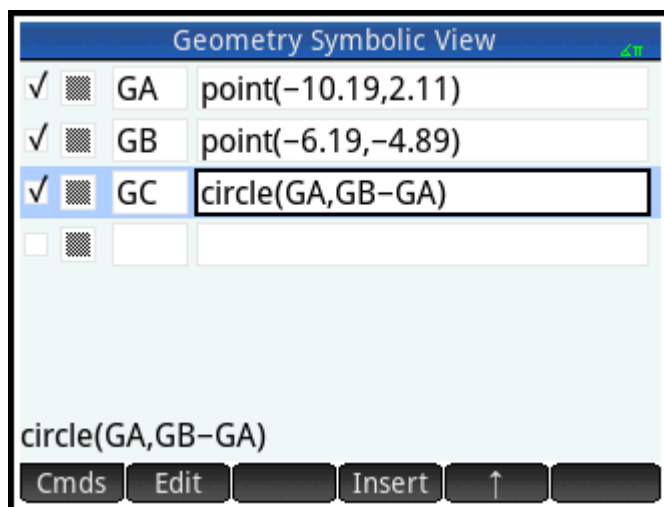 Geometry Symbolic View
∡π
√ GA point(−10.19,2.11)
√ GB point(−6.19,−4.89)
√ GC circle(GA,GB−GA)
circle(GA,GB−GA)
Cmds Edit Insert ↑